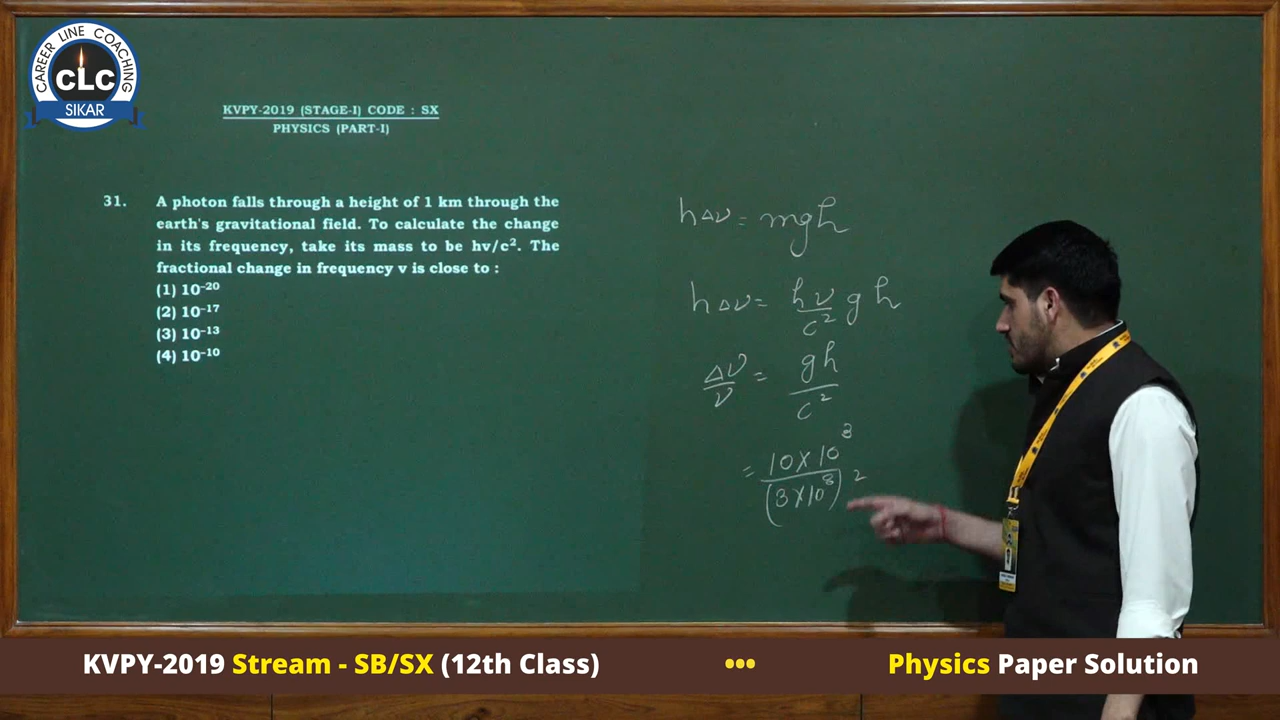 CAREER LINE COACHING
CLC
SIKAR
KVPY-2019 (STAGE-I) CODE : SX
PHYSICS (PART-I)
31. A photon falls through a height of 1 km through the
earth's gravitational field. To calculate the change
in its frequency, take its mass to be hv/c². The
fractional change in frequency v is close to :
(1) 10⁻²⁰
(2) 10⁻¹⁷
(3) 10⁻¹³
(4) 10⁻¹⁰
hΔν = mgh
hΔν = hν/c² g h
Δν/ν = gh/c²
= 10×10³/(3×10⁸)²
KVPY-2019 Stream - SB/SX (12th Class) ••• Physics Paper Solution